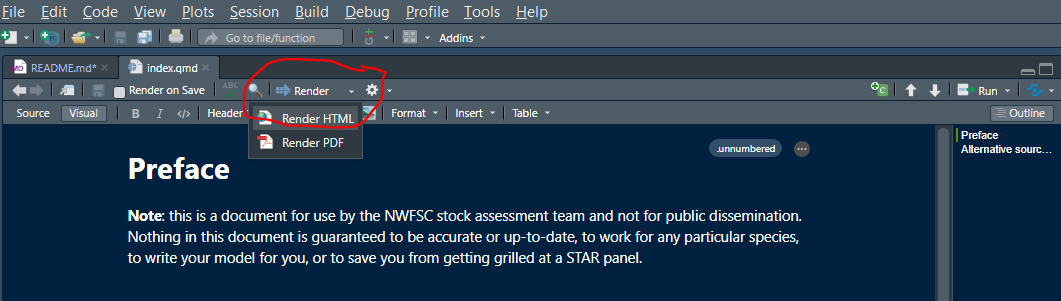 File Edit Code View Plots Session Build Debug Profile Tools Help
Go to file/function Addins
README.md* index.qmd
Render on Save ABC Render Run
Source Visual B I </> Header Format Insert Table Outline
Render HTML
Render PDF
Preface
.unnumbered
Note: this is a document for use by the NWFSC stock assessment team and not for public dissemination.
Nothing in this document is guaranteed to be accurate or up-to-date, to work for any particular species,
to write your model for you, or to save you from getting grilled at a STAR panel.
Preface
Alternative sourc...